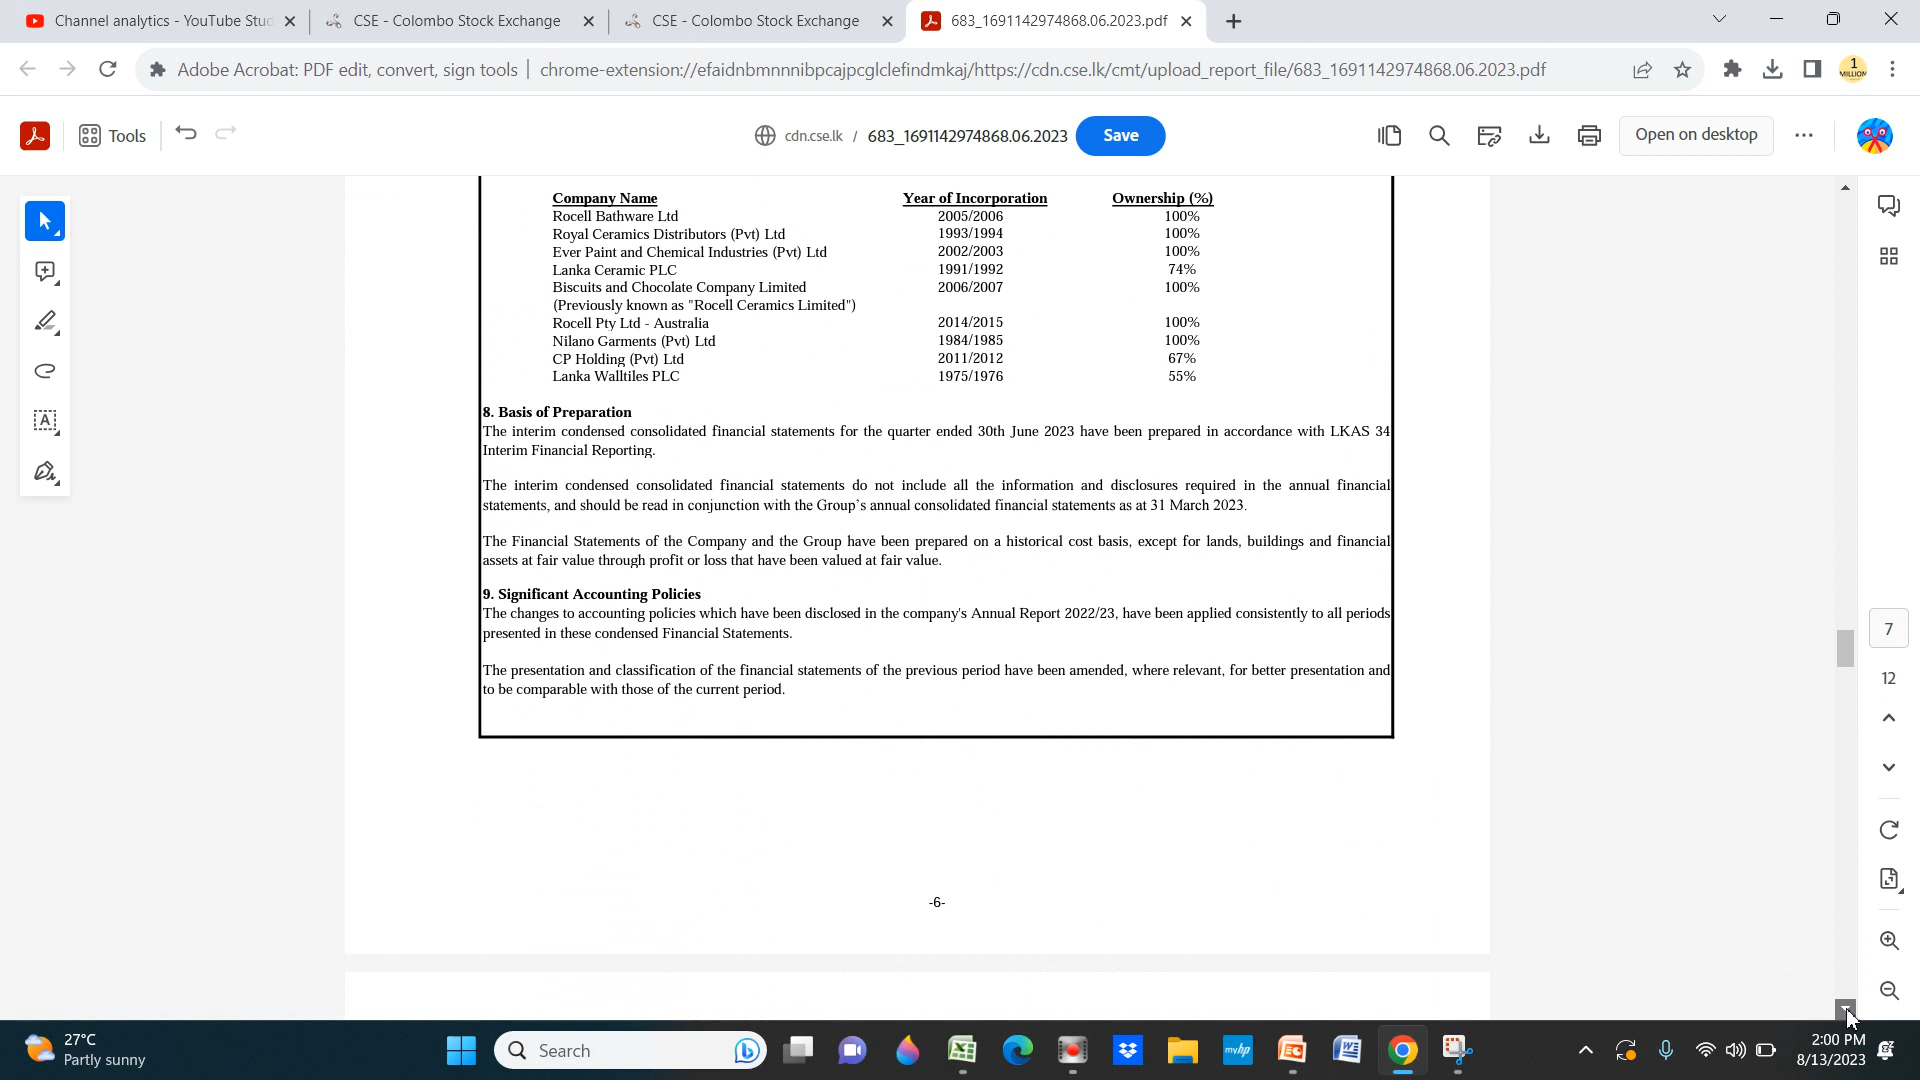 Channel analytics - YouTube Stud
CSE - Colombo Stock Exchange
CSE - Colombo Stock Exchange
683_1691142974868.06.2023.pdf
Adobe Acrobat: PDF edit, convert, sign tools
chrome-extension://efaidnbmnnnibpcajpcglclefindmkaj/https://cdn.cse.lk/cmt/upload_report_file/683_1691142974868.06.2023.pdf
1 MILLION
Tools
cdn.cse.lk / 683_1691142974868.06.2023
Save
Open on desktop
Company Name Year of Incorporation Ownership (%)
Rocell Bathware Ltd 2005/2006 100%
Royal Ceramics Distributors (Pvt) Ltd 1993/1994 100%
Ever Paint and Chemical Industries (Pvt) Ltd 2002/2003 100%
Lanka Ceramic PLC 1991/1992 74%
Biscuits and Chocolate Company Limited 2006/2007 100%
(Previously known as "Rocell Ceramics Limited")
Rocell Pty Ltd - Australia 2014/2015 100%
Nilano Garments (Pvt) Ltd 1984/1985 100%
CP Holding (Pvt) Ltd 2011/2012 67%
Lanka Walltiles PLC 1975/1976 55%
8. Basis of Preparation
The interim condensed consolidated financial statements for the quarter ended 30th June 2023 have been prepared in accordance with LKAS 34
Interim Financial Reporting.
The interim condensed consolidated financial statements do not include all the information and disclosures required in the annual financial
statements, and should be read in conjunction with the Group's annual consolidated financial statements as at 31 March 2023.
The Financial Statements of the Company and the Group have been prepared on a historical cost basis, except for lands, buildings and financial
assets at fair value through profit or loss that have been valued at fair value.
9. Significant Accounting Policies
The changes to accounting policies which have been disclosed in the company's Annual Report 2022/23, have been applied consistently to all periods
presented in these condensed Financial Statements.
The presentation and classification of the financial statements of the previous period have been amended, where relevant, for better presentation and
to be comparable with those of the current period.
-6-
7
12
27°C
Partly sunny
Search
myhp
2:00 PM
8/13/2023